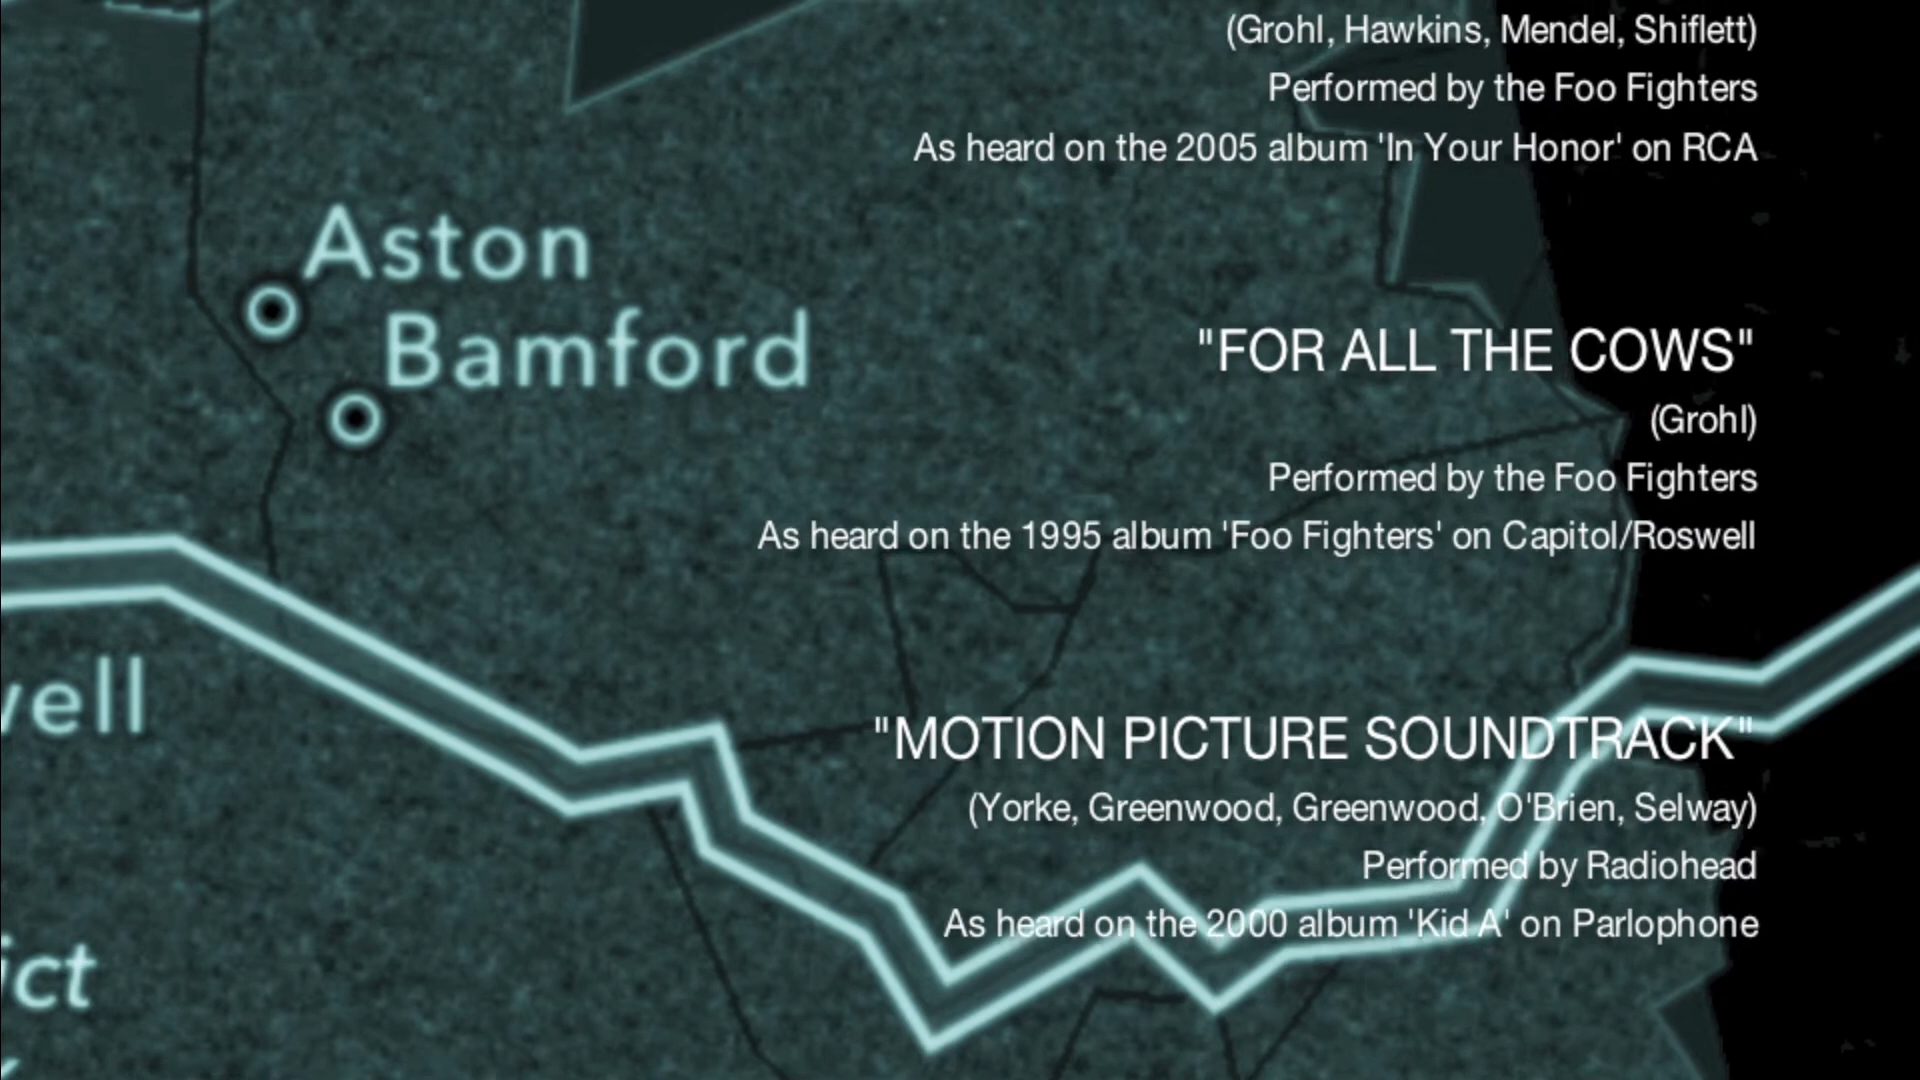 (Grohl, Hawkins, Mendel, Shiflett)
Performed by the Foo Fighters
As heard on the 2005 album 'In Your Honor' on RCA
Aston
Bamford
"FOR ALL THE COWS"
(Grohl)
Performed by the Foo Fighters
As heard on the 1995 album 'Foo Fighters' on Capitol/Roswell
vell
"MOTION PICTURE SOUNDTRACK"
(Yorke, Greenwood, Greenwood, O'Brien, Selway)
Performed by Radiohead
As heard on the 2000 album 'Kid A' on Parlophone
ict